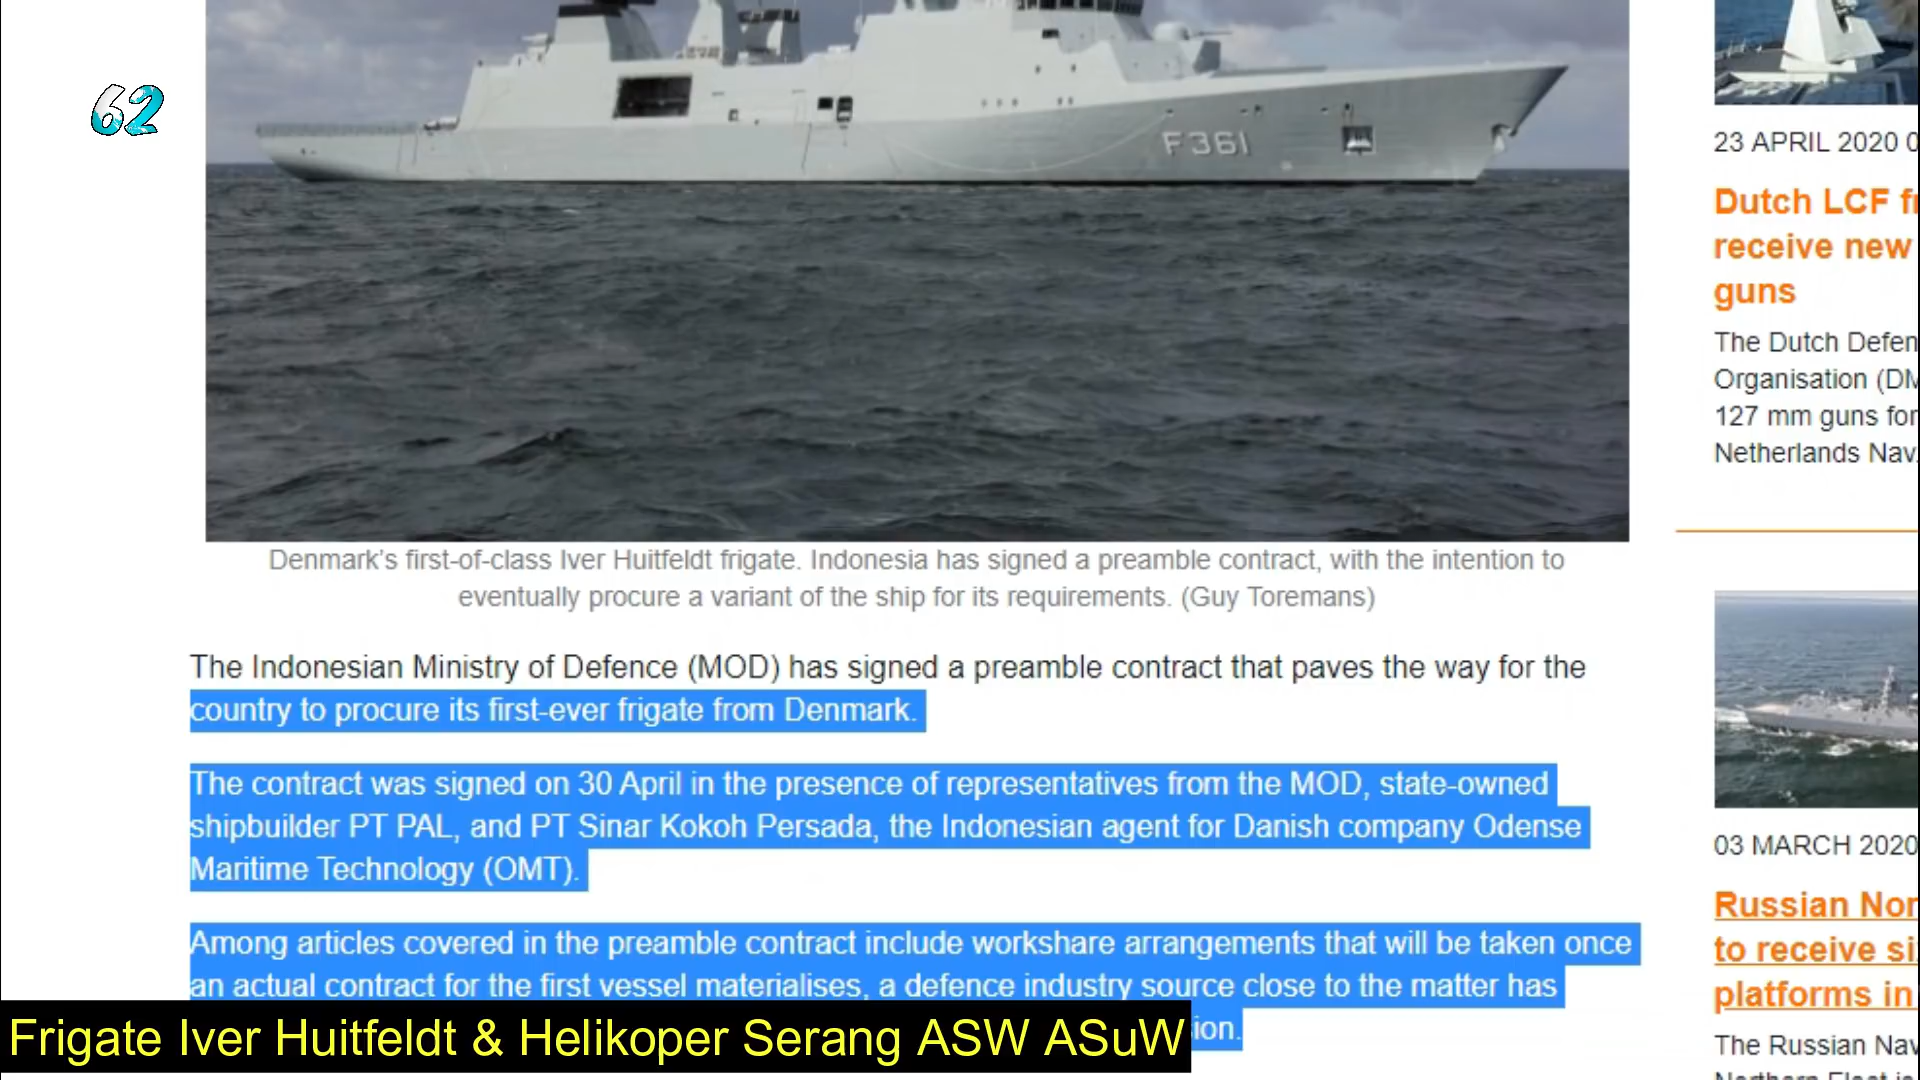 62
F361
Denmark's first-of-class Iver Huitfeldt frigate. Indonesia has signed a preamble contract, with the intention to
eventually procure a variant of the ship for its requirements. (Guy Toremans)
The Indonesian Ministry of Defence (MOD) has signed a preamble contract that paves the way for the
country to procure its first-ever frigate from Denmark.
The contract was signed on 30 April in the presence of representatives from the MOD, state-owned
shipbuilder PT PAL, and PT Sinar Kokoh Persada, the Indonesian agent for Danish company Odense
Maritime Technology (OMT).
Among articles covered in the preamble contract include workshare arrangements that will be taken once
an actual contract for the first vessel materialises, a defence industry source close to the matter has
Frigate Iver Huitfeldt & Helikoper Serang ASW ASuW
23 APRIL 2020
Dutch LCF
receive new
guns
The Dutch
Organisation
127 mm guns for
Netherlands
03 MARCH 2020
Russian
to receive
platforms in
The Russian